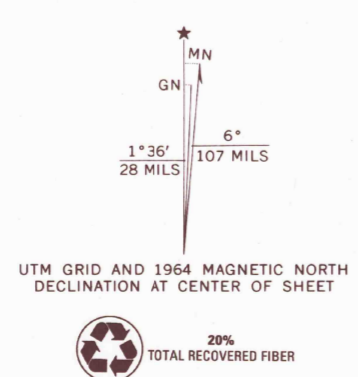 ★
MN
GN
1°36′
28 MILS
6°
107 MILS
UTM GRID AND 1964 MAGNETIC NORTH
DECLINATION AT CENTER OF SHEET
20%
TOTAL RECOVERED FIBER